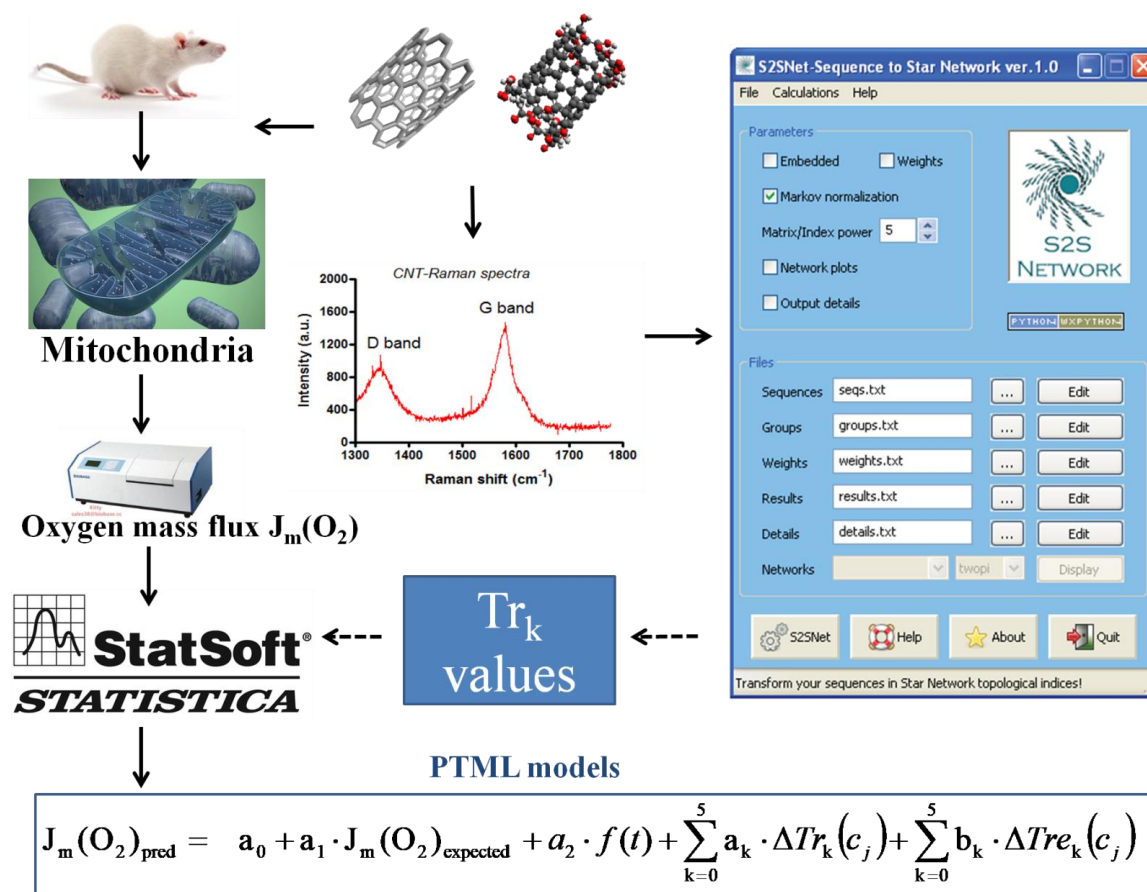 Mitochondria
Oxygen mass flux Jₘ(O₂)
StatSoft®
STATISTICA
CNT-Raman spectra
G band
D band
Intensity (a.u.)
2000
1600
1200
800
400
0
1300 1400 1500 1600 1700 1800
Raman shift (cm⁻¹)
Trₖ
values
S2SNet-Sequence to Star Network ver.1.0
File Calculations Help
Parameters
Embedded Weights
Markov normalization
Matrix/Index power 5
Network plots
Output details
S2S
NETWORK
PYTHON WXPYTHON
Files
Sequences seqs.txt ... Edit
Groups groups.txt ... Edit
Weights weights.txt ... Edit
Results results.txt ... Edit
Details details.txt ... Edit
Networks twopi Display
S2SNet Help About Quit
Transform your sequences in Star Network topological indices!
PTML models
Jₘ(O₂)pred = a₀ + a₁ · Jₘ(O₂)expected + a₂ · f(t) + ∑ₖ₌₀⁵ aₖ · ΔTrₖ(cⱼ) + ∑ₖ₌₀⁵ bₖ · ΔTreₖ(cⱼ)